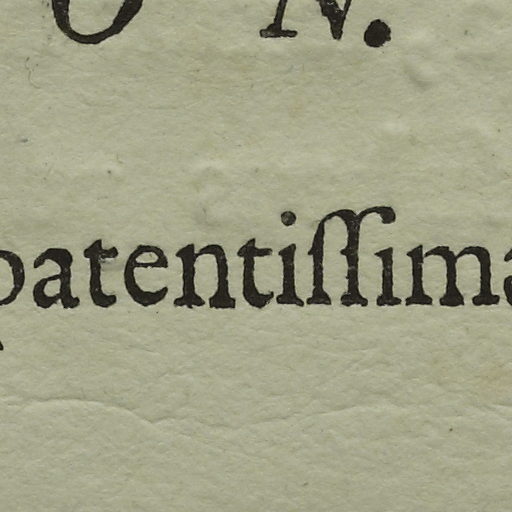 O N.
patentiſſima